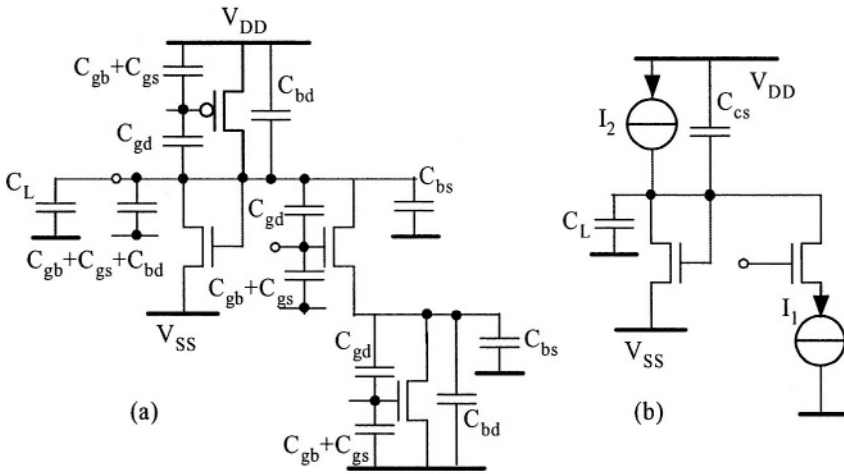 V_DD
C_gb+C_gs
C_bd
C_gd
C_L
C_gd
C_bs
C_gb+C_gs+C_bd
C_gb+C_gs
V_SS
C_gd
C_bs
C_bd
C_gb+C_gs
(a)
V_DD
I_2
C_cs
C_L
I_1
V_SS
(b)